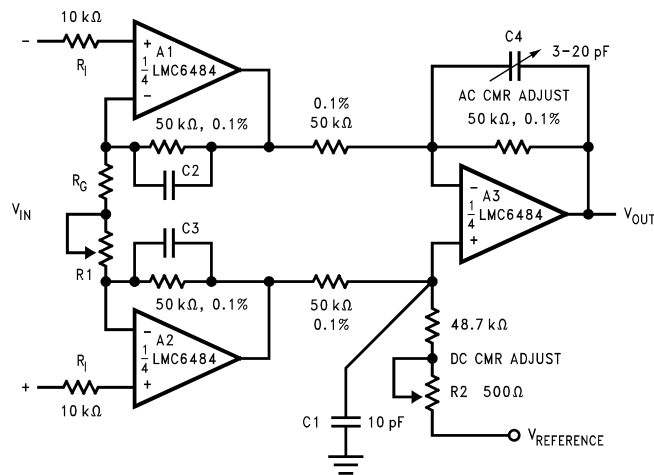 10 kΩ
−
R_I
+
A1
1/4 LMC6484
−
50 kΩ, 0.1%
C2
0.1%
50 kΩ
C4
3–20 pF
AC CMR ADJUST
50 kΩ, 0.1%
R_G
V_IN
R1
C3
50 kΩ, 0.1%
−
A3
1/4 LMC6484
+
V_OUT
50 kΩ
0.1%
−
A2
1/4 LMC6484
+
R_I
+
10 kΩ
48.7 kΩ
DC CMR ADJUST
R2 500Ω
C1
10 pF
V_REFERENCE